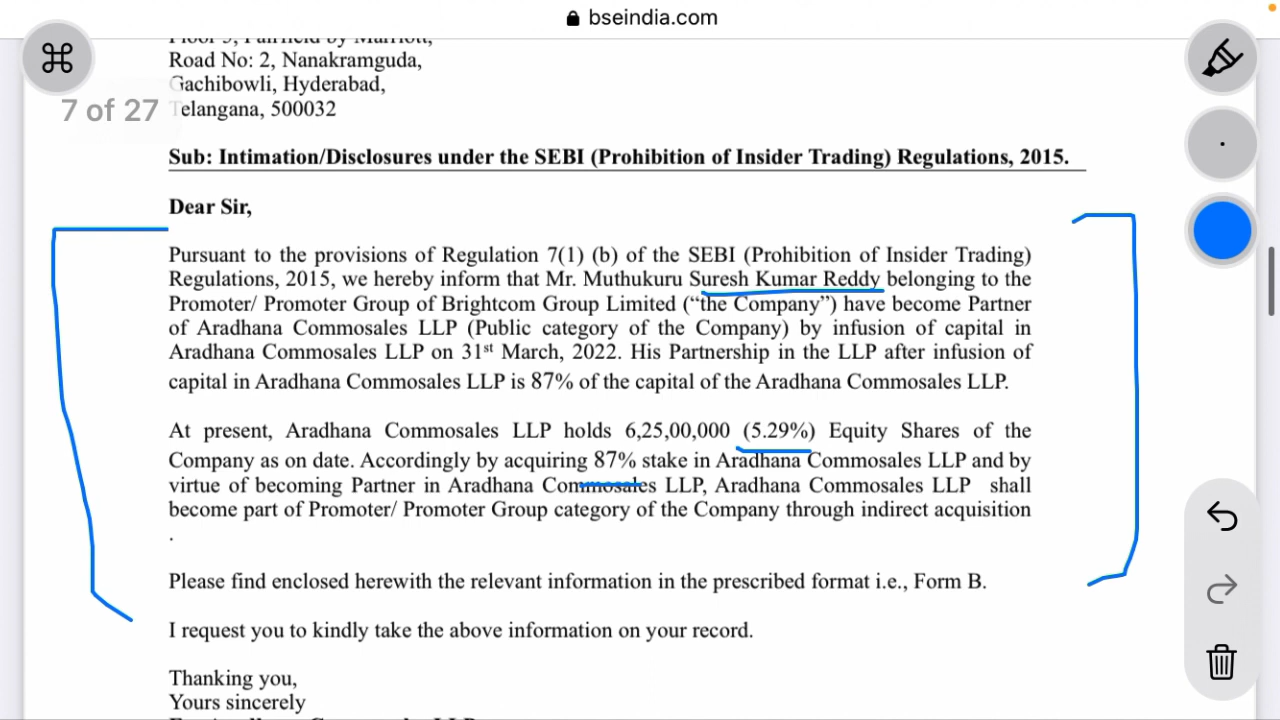 bseindia.com
Road No: 2, Nanakramguda,
Gachibowli, Hyderabad,
7 of 27
Telangana, 500032
Sub: Intimation/Disclosures under the SEBI (Prohibition of Insider Trading) Regulations, 2015.
Dear Sir,
Pursuant to the provisions of Regulation 7(1) (b) of the SEBI (Prohibition of Insider Trading)
Regulations, 2015, we hereby inform that Mr. Muthukuru Suresh Kumar Reddy belonging to the
Promoter/ Promoter Group of Brightcom Group Limited (“the Company”) have become Partner
of Aradhana Commosales LLP (Public category of the Company) by infusion of capital in
Aradhana Commosales LLP on 31st March, 2022. His Partnership in the LLP after infusion of
capital in Aradhana Commosales LLP is 87% of the capital of the Aradhana Commosales LLP.
At present, Aradhana Commosales LLP holds 6,25,00,000 (5.29%) Equity Shares of the
Company as on date. Accordingly by acquiring 87% stake in Aradhana Commosales LLP and by
virtue of becoming Partner in Aradhana Commosales LLP, Aradhana Commosales LLP shall
become part of Promoter/ Promoter Group category of the Company through indirect acquisition
.
Please find enclosed herewith the relevant information in the prescribed format i.e., Form B.
I request you to kindly take the above information on your record.
Thanking you,
Yours sincerely